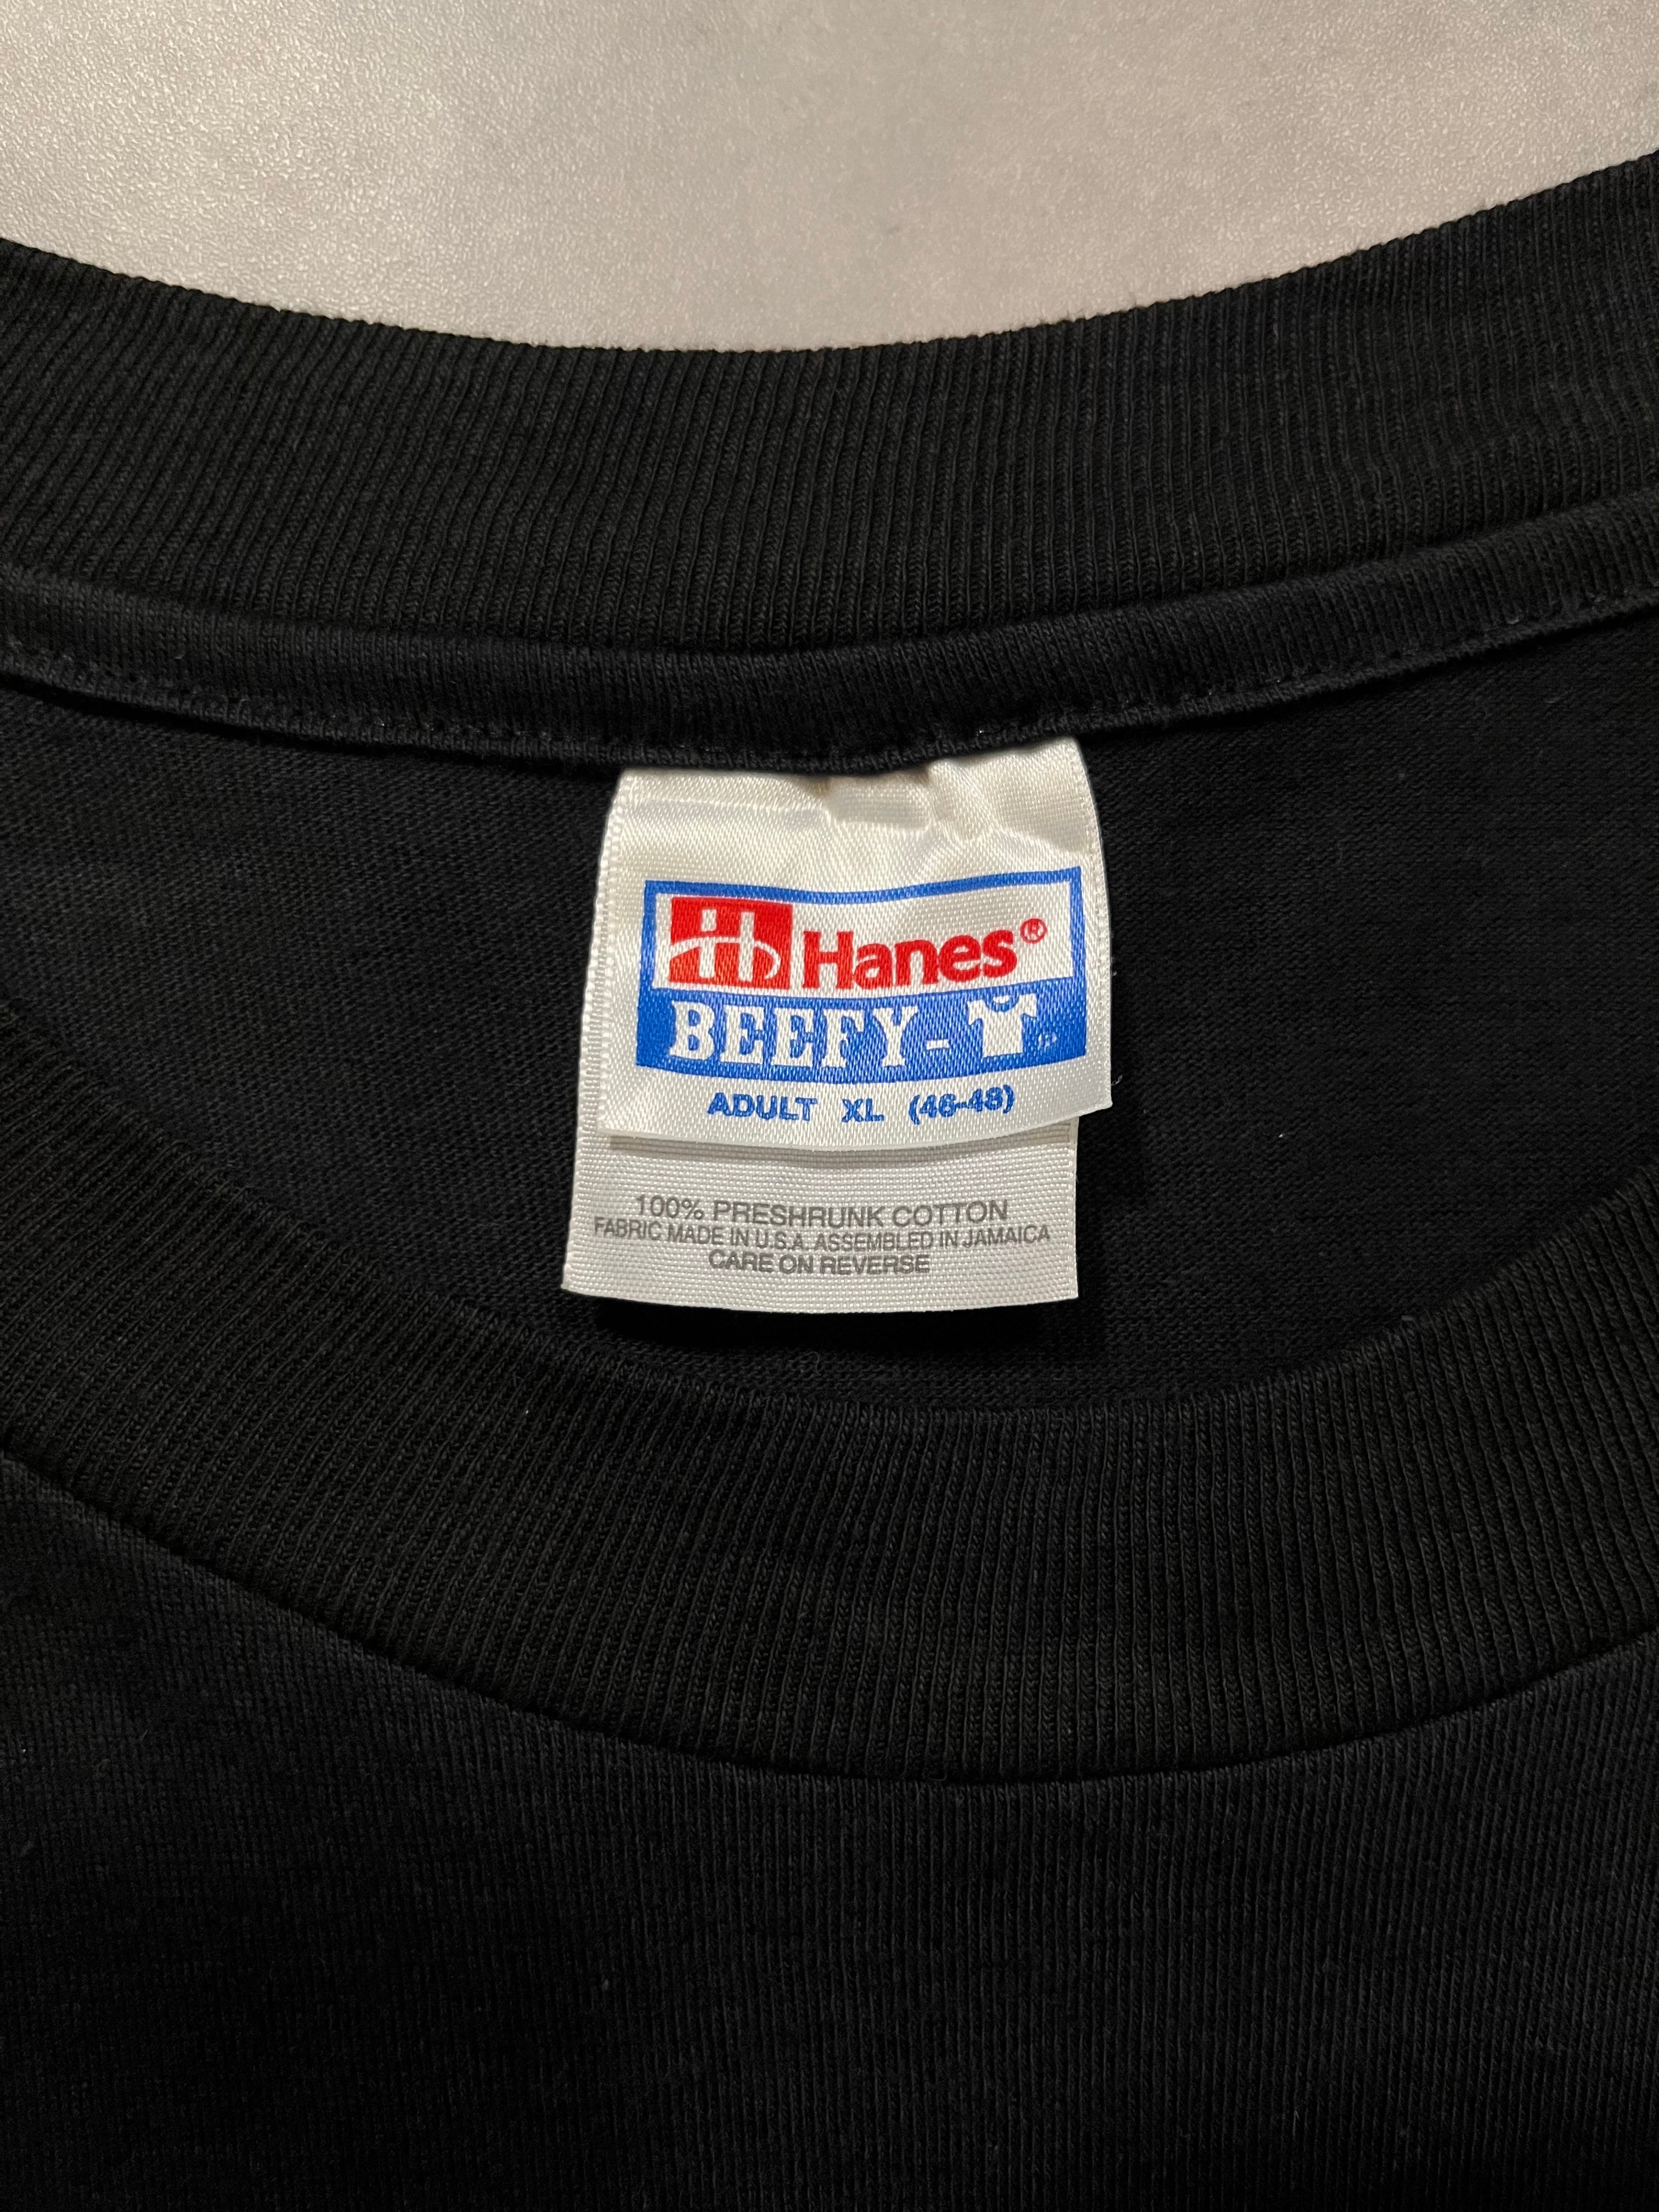 Hanes®
BEEFY-
ADULT XL (46-48)
100% PRESHRUNK COTTON
FABRIC MADE IN U.S.A. ASSEMBLED IN JAMAICA
CARE ON REVERSE